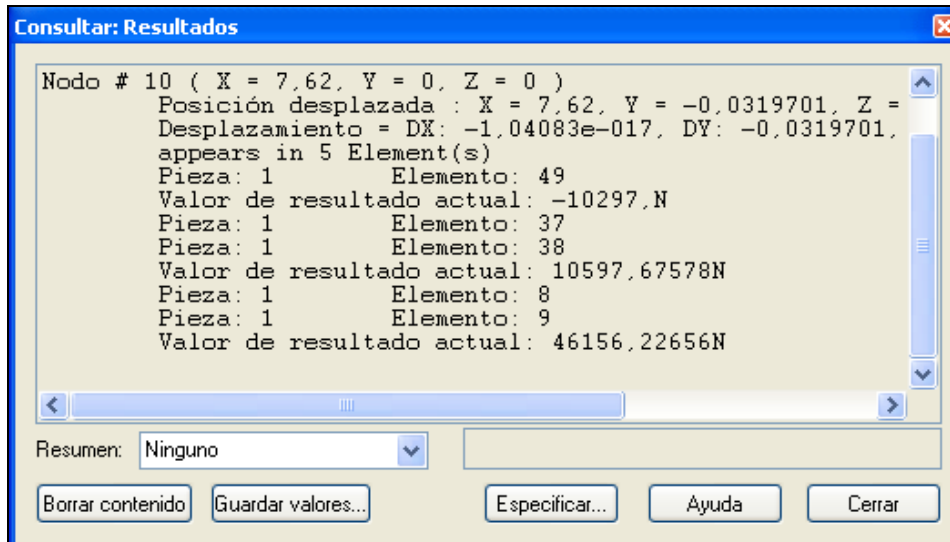 Consultar: Resultados
Nodo # 10 ( X = 7,62, Y = 0, Z = 0 )
Posición desplazada : X = 7,62, Y = -0,0319701, Z =
Desplazamiento = DX: -1,04083e-017, DY: -0,0319701,
appears in 5 Element(s)
Pieza: 1 Elemento: 49
Valor de resultado actual: -10297,N
Pieza: 1 Elemento: 37
Pieza: 1 Elemento: 38
Valor de resultado actual: 10597,67578N
Pieza: 1 Elemento: 8
Pieza: 1 Elemento: 9
Valor de resultado actual: 46156,22656N
Resumen: Ninguno
Borrar contenido Guardar valores... Especificar... Ayuda Cerrar